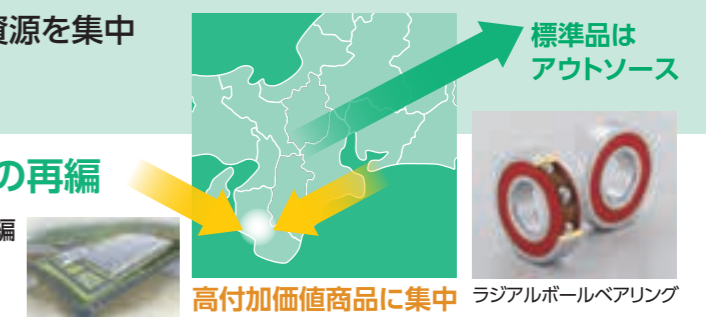 資源を集中
標準品は
アウトソース
の再編
編
高付加価値商品に集中
ラジアルボールベアリング